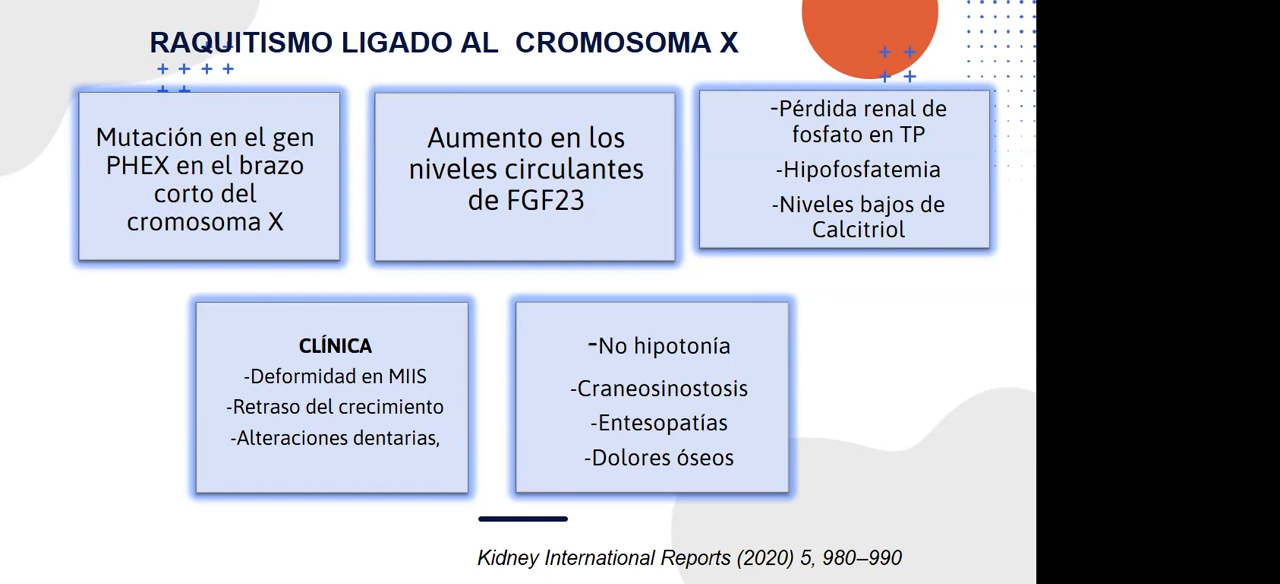 RAQUITISMO LIGADO AL CROMOSOMA X
Mutación en el gen
PHEX en el brazo
corto del
cromosoma X
Aumento en los
niveles circulantes
de FGF23
-Pérdida renal de
fosfato en TP
-Hipofosfatemia
-Niveles bajos de
Calcitriol
CLÍNICA
-Deformidad en MIIS
-Retraso del crecimiento
-Alteraciones dentarias,
-No hipotonía
-Craneosinostosis
-Entesopatías
-Dolores óseos
Kidney International Reports (2020) 5, 980–990